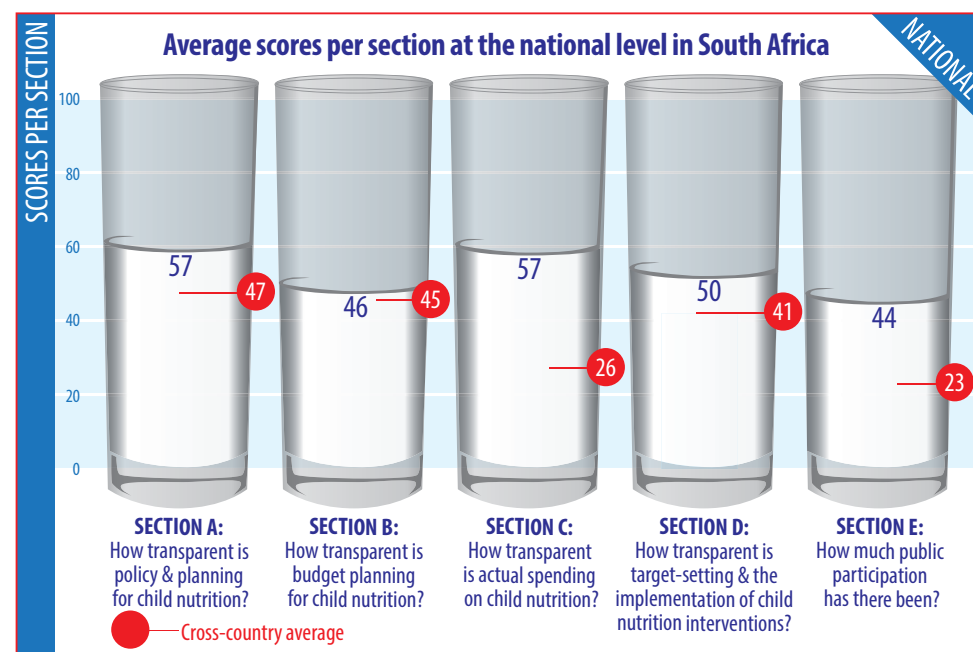 Average scores per section at the national level in South Africa
NATIONAL
SCORES PER SECTION
100
80
60
40
20
0
57
47
46
45
57
26
50
41
44
23
SECTION A:
How transparent is
policy & planning
for child nutrition?
SECTION B:
How transparent is
budget planning
for child nutrition?
SECTION C:
How transparent
is actual spending
on child nutrition?
SECTION D:
How transparent is
target-setting & the
implementation of child
nutrition interventions?
SECTION E:
How much public
participation
has there been?
Cross-country average